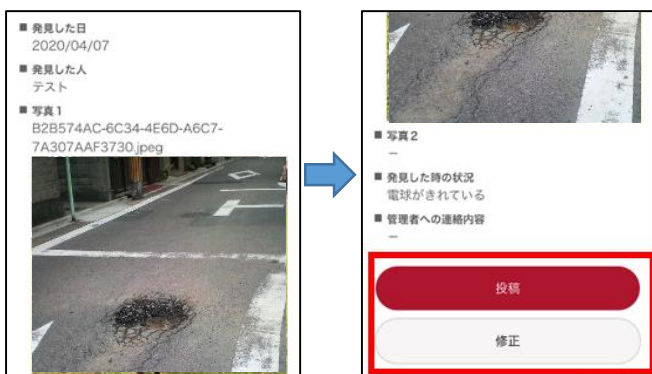 ■ 発見した日
2020/04/07
■ 発見した人
テスト
■ 写真1
B2B574AC-6C34-4E6D-A6C7-
7A307AAF3730.jpeg
■ 写真2
ー
■ 発見した時の状況
電球がきれている
■ 管理者への連絡内容
ー
投稿
修正